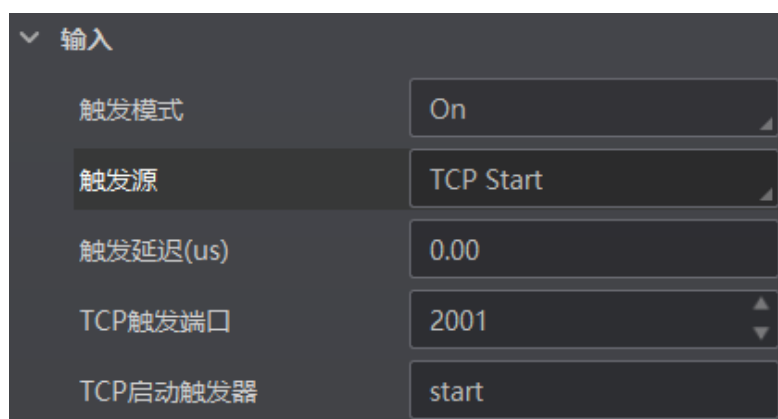 输入
触发模式 On
触发源 TCP Start
触发延迟(us) 0.00
TCP触发端口 2001
TCP启动触发器 start